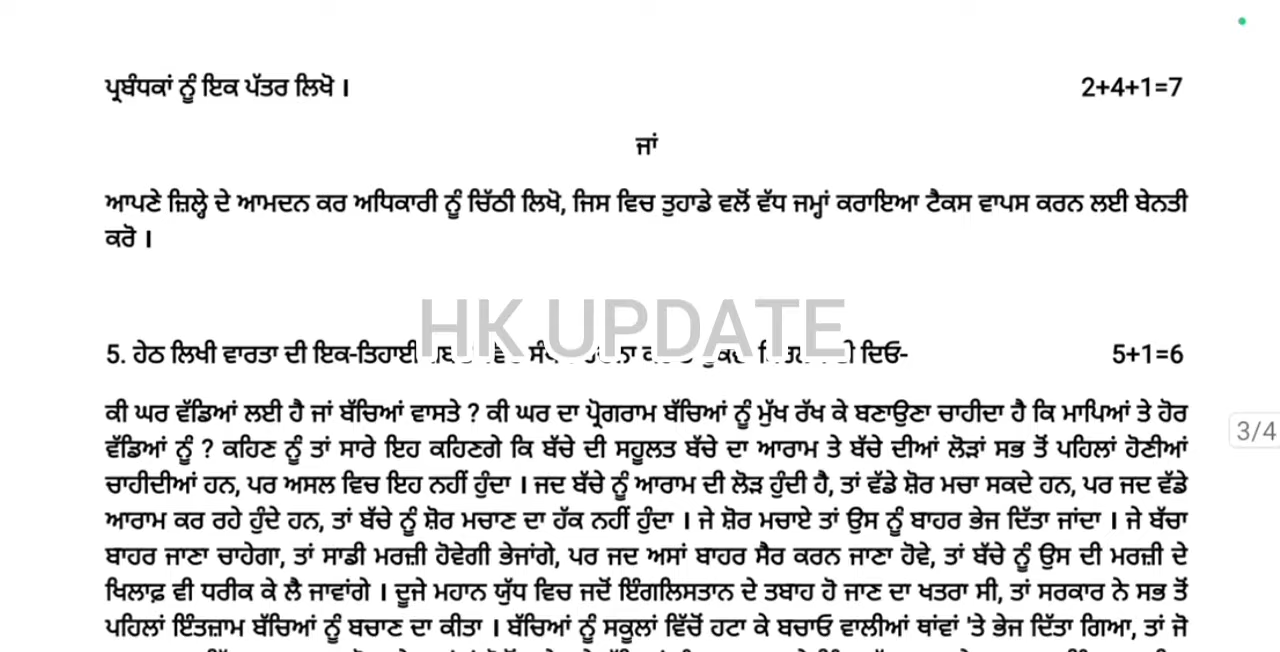 ਪ੍ਰਬੰਧਕਾਂ ਨੂੰ ਇਕ ਪੱਤਰ ਲਿਖੋ । 2+4+1=7
ਜਾਂ
ਆਪਣੇ ਜ਼ਿਲ੍ਹੇ ਦੇ ਆਮਦਨ ਕਰ ਅਧਿਕਾਰੀ ਨੂੰ ਚਿੱਠੀ ਲਿਖੋ, ਜਿਸ ਵਿਚ ਤੁਹਾਡੇ ਵਲੋਂ ਵੱਧ ਜਮ੍ਹਾਂ ਕਰਾਇਆ ਟੈਕਸ ਵਾਪਸ ਕਰਨ ਲਈ ਬੇਨਤੀ
ਕਰੋ ।
HK UPDATE
5. ਹੇਠ ਲਿਖੀ ਵਾਰਤਾ ਦੀ ਇਕ-ਤਿਹਾਈ ਦਿਓ- 5+1=6
ਕੀ ਘਰ ਵੱਡਿਆਂ ਲਈ ਹੈ ਜਾਂ ਬੱਚਿਆਂ ਵਾਸਤੇ ? ਕੀ ਘਰ ਦਾ ਪ੍ਰੋਗਰਾਮ ਬੱਚਿਆਂ ਨੂੰ ਮੁੱਖ ਰੱਖ ਕੇ ਬਣਾਉਣਾ ਚਾਹੀਦਾ ਹੈ ਕਿ ਮਾਪਿਆਂ ਤੇ ਹੋਰ
ਵੱਡਿਆਂ ਨੂੰ ? ਕਹਿਣ ਨੂੰ ਤਾਂ ਸਾਰੇ ਇਹ ਕਹਿਣਗੇ ਕਿ ਬੱਚੇ ਦੀ ਸਹੂਲਤ ਬੱਚੇ ਦਾ ਆਰਾਮ ਤੇ ਬੱਚੇ ਦੀਆਂ ਲੋੜਾਂ ਸਭ ਤੋਂ ਪਹਿਲਾਂ ਹੋਣੀਆਂ
3/4
ਚਾਹੀਦੀਆਂ ਹਨ, ਪਰ ਅਸਲ ਵਿਚ ਇਹ ਨਹੀਂ ਹੁੰਦਾ । ਜਦ ਬੱਚੇ ਨੂੰ ਆਰਾਮ ਦੀ ਲੋੜ ਹੁੰਦੀ ਹੈ, ਤਾਂ ਵੱਡੇ ਸ਼ੋਰ ਮਚਾ ਸਕਦੇ ਹਨ, ਪਰ ਜਦ ਵੱਡੇ
ਆਰਾਮ ਕਰ ਰਹੇ ਹੁੰਦੇ ਹਨ, ਤਾਂ ਬੱਚੇ ਨੂੰ ਸ਼ੋਰ ਮਚਾਣ ਦਾ ਹੱਕ ਨਹੀਂ ਹੁੰਦਾ । ਜੇ ਸ਼ੋਰ ਮਚਾਏ ਤਾਂ ਉਸ ਨੂੰ ਬਾਹਰ ਭੇਜ ਦਿੱਤਾ ਜਾਂਦਾ । ਜੇ ਬੱਚਾ
ਬਾਹਰ ਜਾਣਾ ਚਾਹੇਗਾ, ਤਾਂ ਸਾਡੀ ਮਰਜ਼ੀ ਹੋਵੇਗੀ ਭੇਜਾਂਗੇ, ਪਰ ਜਦ ਅਸਾਂ ਬਾਹਰ ਸੈਰ ਕਰਨ ਜਾਣਾ ਹੋਵੇ, ਤਾਂ ਬੱਚੇ ਨੂੰ ਉਸ ਦੀ ਮਰਜ਼ੀ ਦੇ
ਖਿਲਾਫ਼ ਵੀ ਧਰੀਕ ਕੇ ਲੈ ਜਾਵਾਂਗੇ । ਦੂਜੇ ਮਹਾਨ ਯੁੱਧ ਵਿਚ ਜਦੋਂ ਇੰਗਲਿਸਤਾਨ ਦੇ ਤਬਾਹ ਹੋ ਜਾਣ ਦਾ ਖਤਰਾ ਸੀ, ਤਾਂ ਸਰਕਾਰ ਨੇ ਸਭ ਤੋਂ
ਪਹਿਲਾਂ ਇੰਤਜ਼ਾਮ ਬੱਚਿਆਂ ਨੂੰ ਬਚਾਣ ਦਾ ਕੀਤਾ । ਬੱਚਿਆਂ ਨੂੰ ਸਕੂਲਾਂ ਵਿੱਚੋਂ ਹਟਾ ਕੇ ਬਚਾਓ ਵਾਲੀਆਂ ਥਾਂਵਾਂ 'ਤੇ ਭੇਜ ਦਿੱਤਾ ਗਿਆ, ਤਾਂ ਜੋ